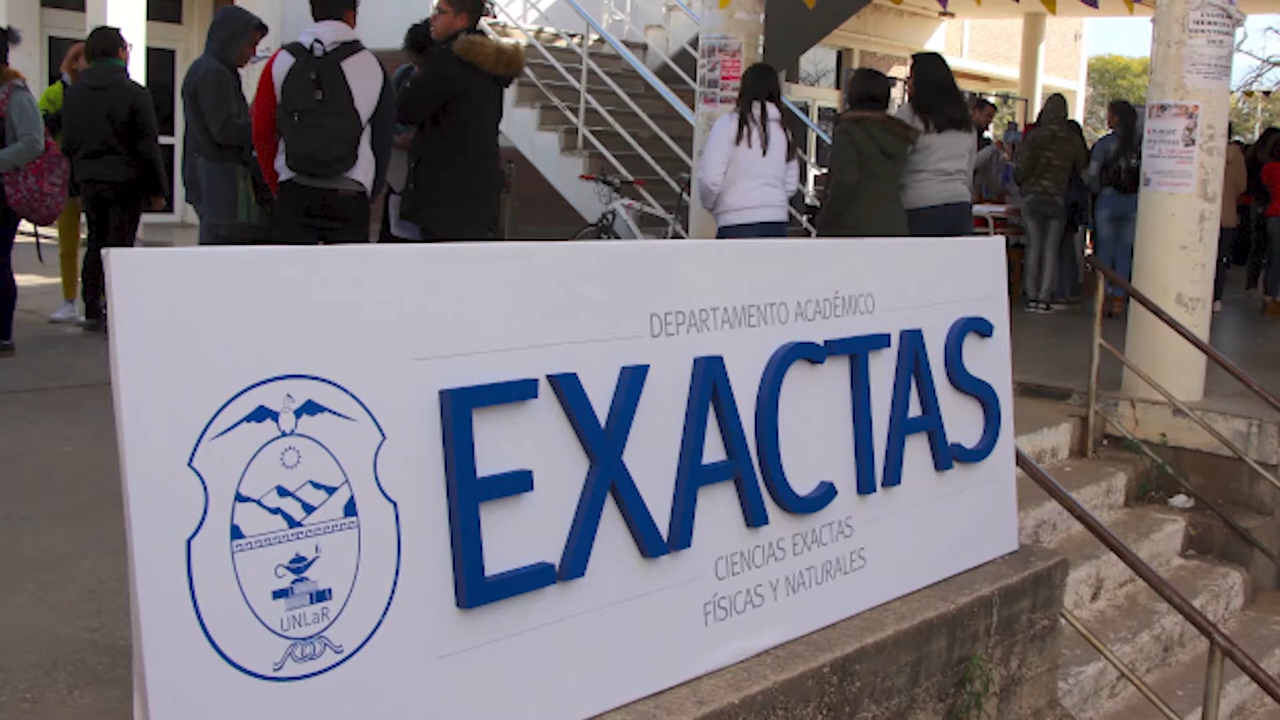 DEPARTAMENTO ACADÉMICO
EXACTAS
CIENCIAS EXACTAS
FÍSICAS Y NATURALES
UNLaR